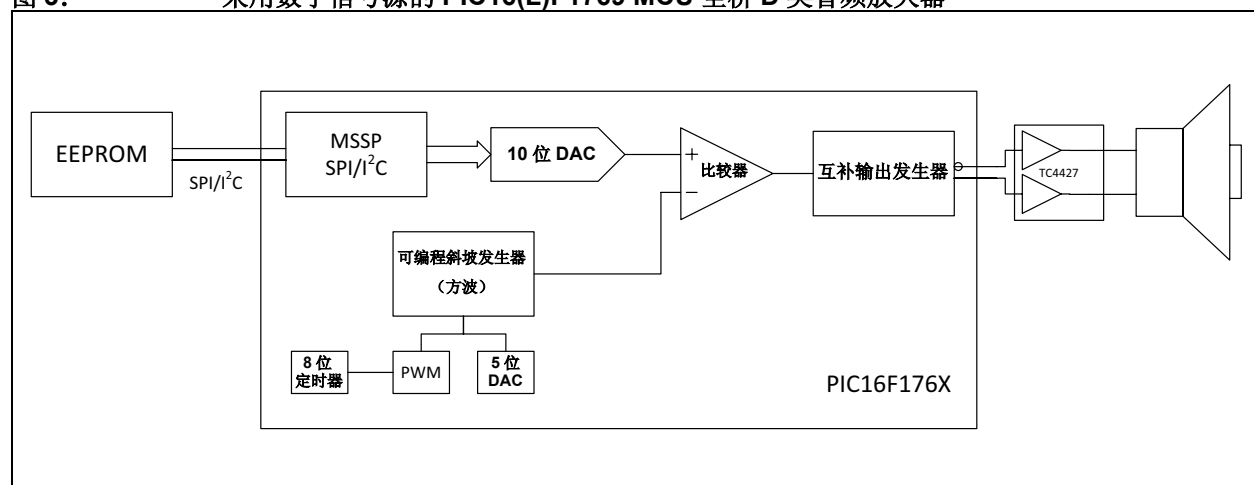 EEPROM
SPI/I²C
MSSP
SPI/I²C
10 位 DAC
+
−
比较器
互补输出发生器
TC4427
可编程斜坡发生器
（方波）
8 位
定时器
PWM
5 位
DAC
PIC16F176X